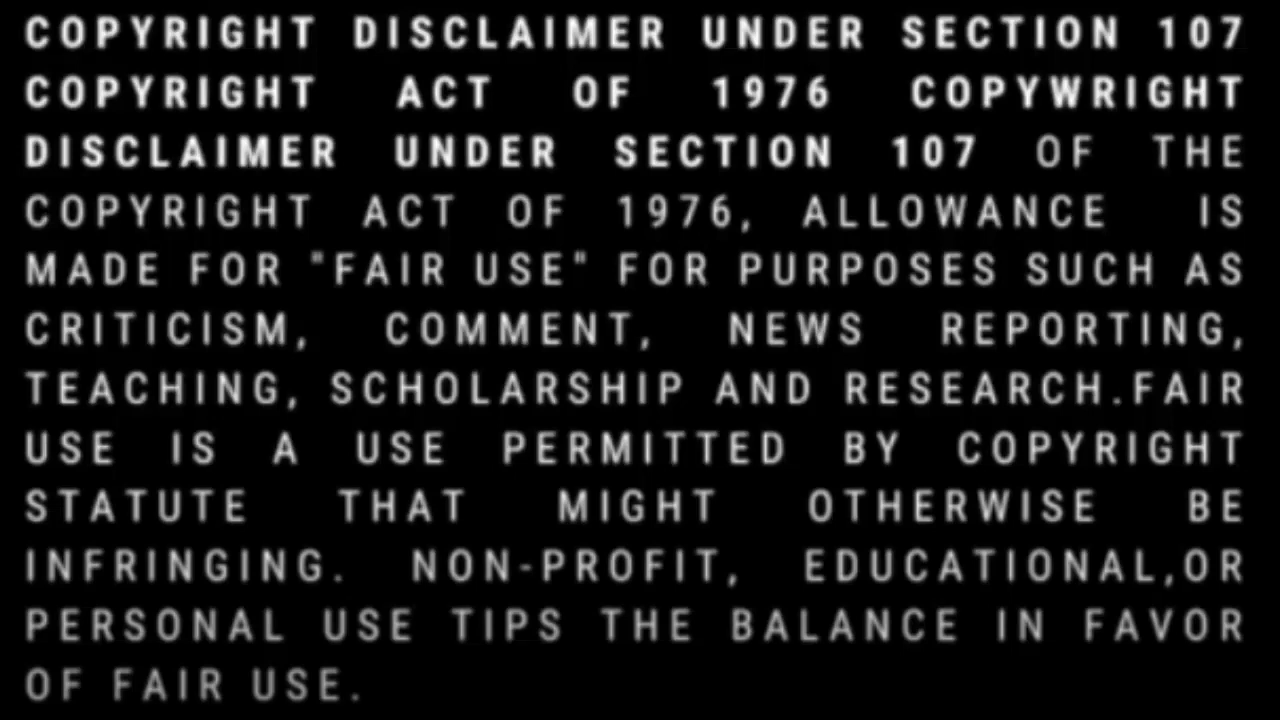 COPYRIGHT DISCLAIMER UNDER SECTION 107
COPYRIGHT ACT OF 1976 COPYWRIGHT
DISCLAIMER UNDER SECTION 107 OF THE
COPYRIGHT ACT OF 1976, ALLOWANCE IS
MADE FOR "FAIR USE" FOR PURPOSES SUCH AS
CRITICISM, COMMENT, NEWS REPORTING,
TEACHING, SCHOLARSHIP AND RESEARCH.FAIR
USE IS A USE PERMITTED BY COPYRIGHT
STATUTE THAT MIGHT OTHERWISE BE
INFRINGING. NON-PROFIT, EDUCATIONAL,OR
PERSONAL USE TIPS THE BALANCE IN FAVOR
OF FAIR USE.